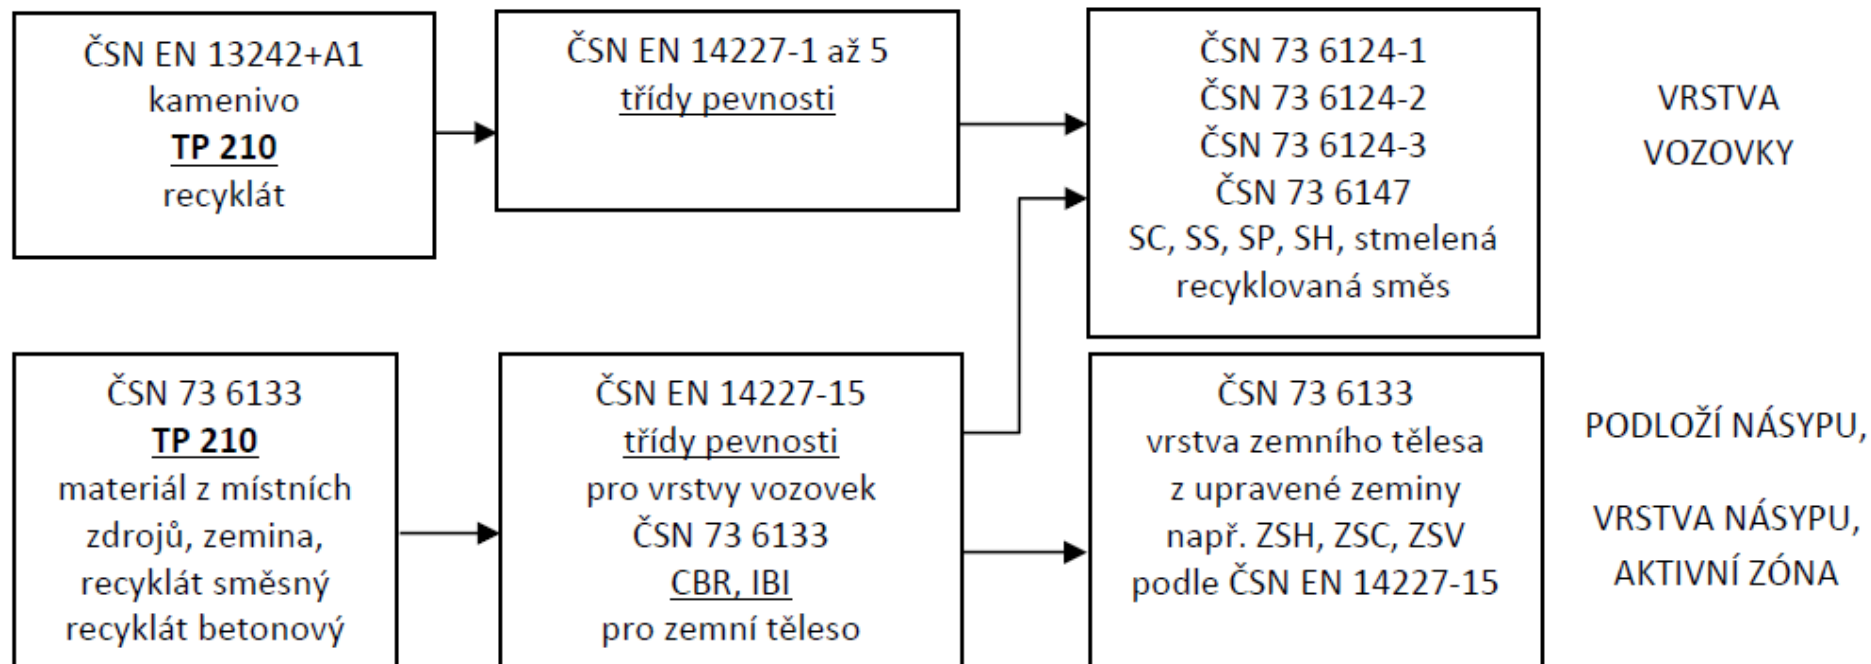 ČSN EN 13242+A1
kamenivo
TP 210
recyklát
ČSN EN 14227-1 až 5
třídy pevnosti
ČSN 73 6124-1
ČSN 73 6124-2
ČSN 73 6124-3
ČSN 73 6147
SC, SS, SP, SH, stmelená
recyklovaná směs
VRSTVA
VOZOVKY
ČSN 73 6133
TP 210
materiál z místních
zdrojů, zemina,
recyklát směsný
recyklát betonový
ČSN EN 14227-15
třídy pevnosti
pro vrstvy vozovek
ČSN 73 6133
CBR, IBI
pro zemní těleso
ČSN 73 6133
vrstva zemního tělesa
z upravené zeminy
např. ZSH, ZSC, ZSV
podle ČSN EN 14227-15
PODLOŽÍ NÁSYPU,
VRSTVA NÁSYPU,
AKTIVNÍ ZÓNA